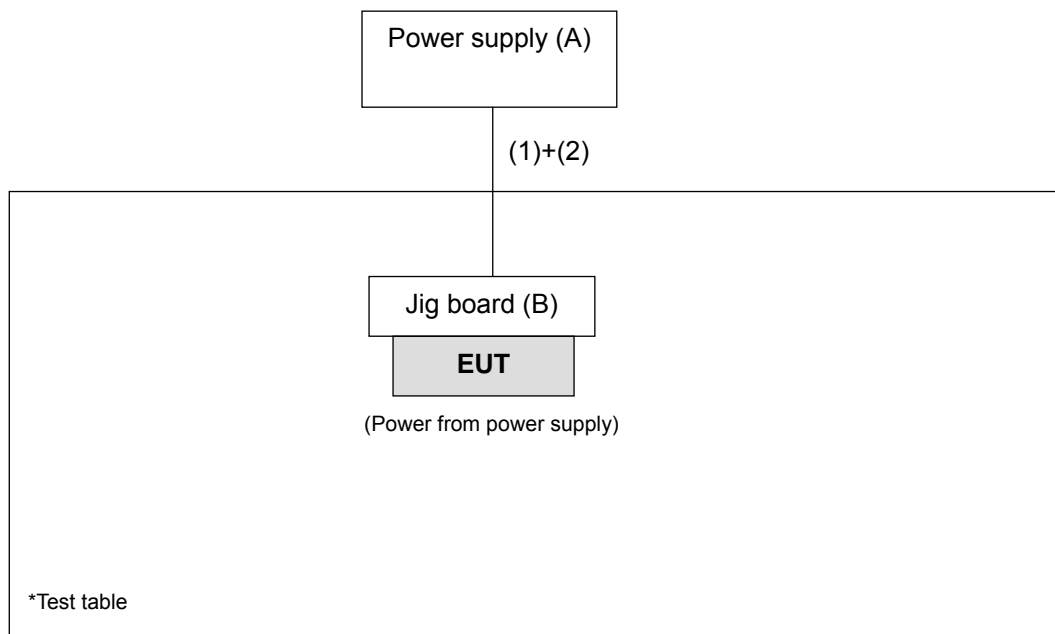 Power supply (A)
(1)+(2)
Jig board (B)
EUT
(Power from power supply)
*Test table